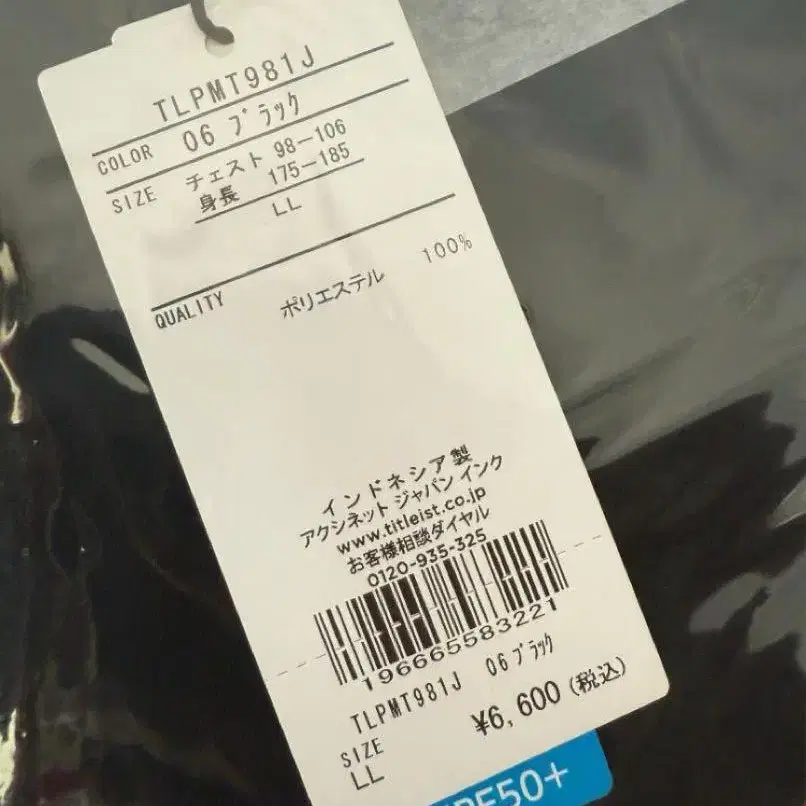 TLPMT981J
COLOR 06 ブラック
SIZE チェスト 98-106
身長 175-185
LL
QUALITY ポリエステル 100%
インドネシア製
アクシネット ジャパン インク
www.titleist.co.jp
お客様相談ダイヤル
0120-935-325
196665583221
TLPMT981J 06 ブラック
SIZE
LL ¥6,600 (税込)
50+